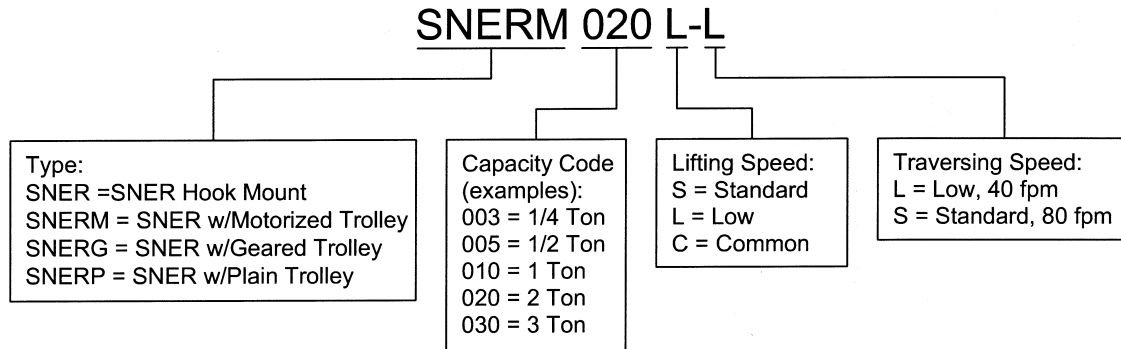 SNERM 020 L-L
Type:
SNER =SNER Hook Mount
SNERM = SNER w/Motorized Trolley
SNERG = SNER w/Geared Trolley
SNERP = SNER w/Plain Trolley
Capacity Code
(examples):
003 = 1/4 Ton
005 = 1/2 Ton
010 = 1 Ton
020 = 2 Ton
030 = 3 Ton
Lifting Speed:
S = Standard
L = Low
C = Common
Traversing Speed:
L = Low, 40 fpm
S = Standard, 80 fpm